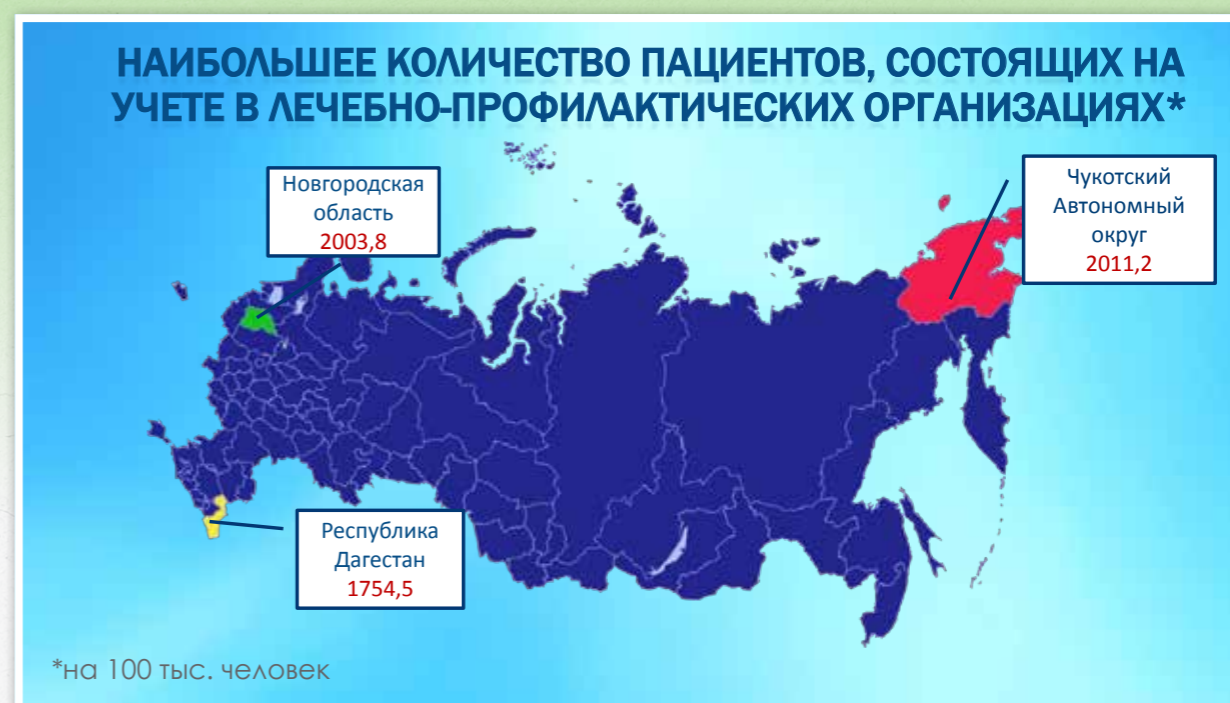 НАИБОЛЬШЕЕ КОЛИЧЕСТВО ПАЦИЕНТОВ, СОСТОЯЩИХ НА
УЧЕТЕ В ЛЕЧЕБНО-ПРОФИЛАКТИЧЕСКИХ ОРГАНИЗАЦИЯХ*
Новгородская
область
2003,8
Чукотский
Автономный
округ
2011,2
Республика
Дагестан
1754,5
*на 100 тыс. человек